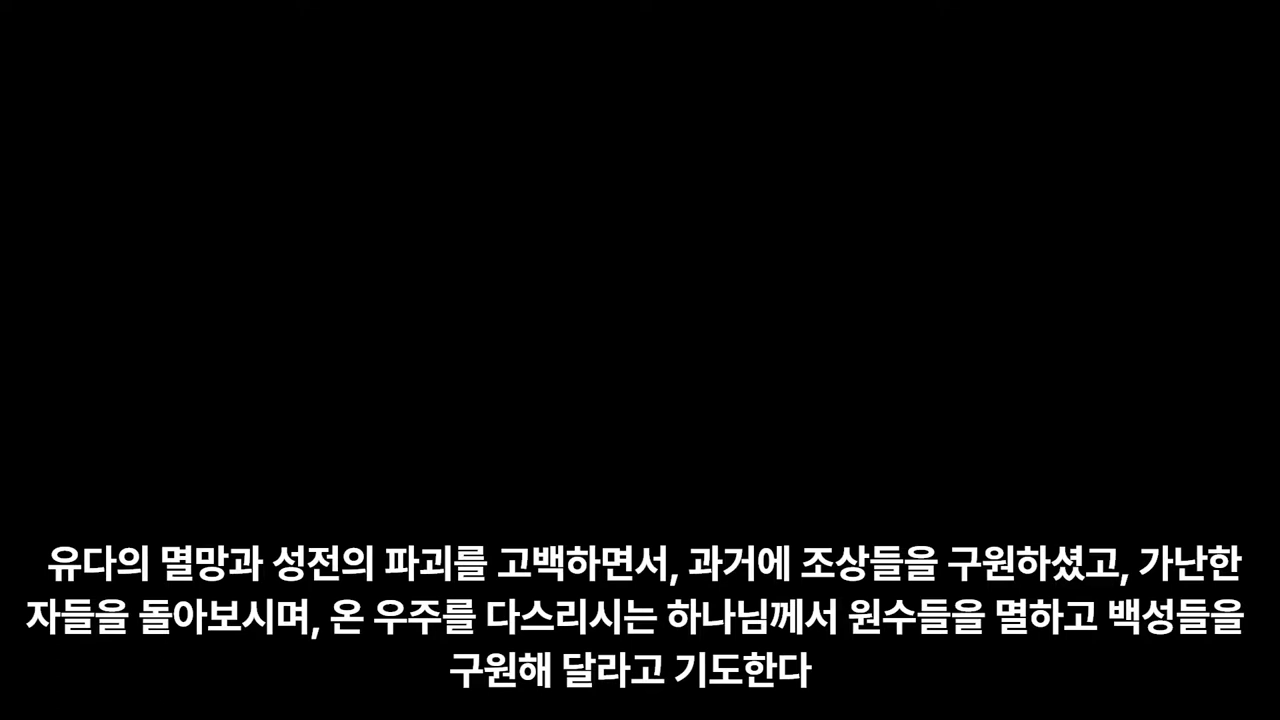 유다의 멸망과 성전의 파괴를 고백하면서, 과거에 조상들을 구원하셨고, 가난한
자들을 돌아보시며, 온 우주를 다스리시는 하나님께서 원수들을 멸하고 백성들을
구원해 달라고 기도한다